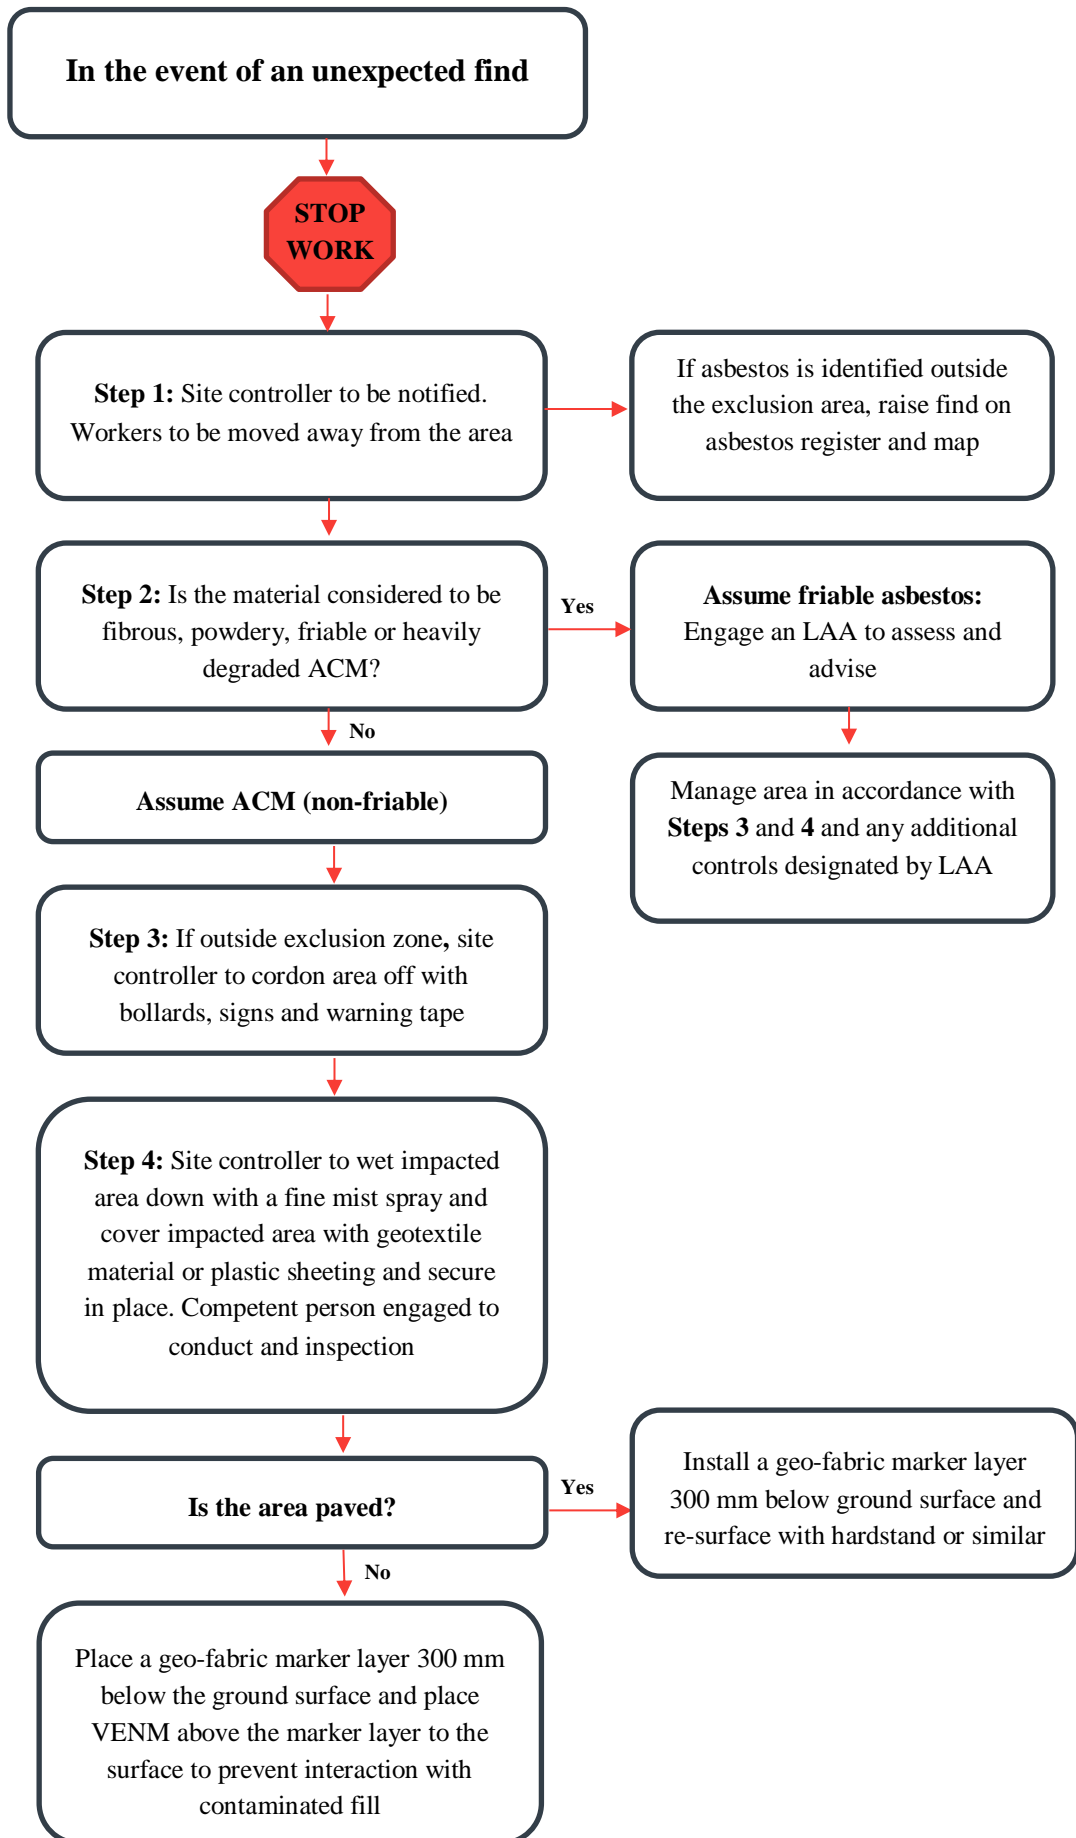 In the event of an unexpected find
STOP
WORK
Step 1: Site controller to be notified.
Workers to be moved away from the area
If asbestos is identified outside
the exclusion area, raise find on
asbestos register and map
Step 2: Is the material considered to be
fibrous, powdery, friable or heavily
degraded ACM?
Yes
Assume friable asbestos:
Engage an LAA to assess and
advise
No
Manage area in accordance with
Steps 3 and 4 and any additional
controls designated by LAA
Assume ACM (non-friable)
Step 3: If outside exclusion zone, site
controller to cordon area off with
bollards, signs and warning tape
Step 4: Site controller to wet impacted
area down with a fine mist spray and
cover impacted area with geotextile
material or plastic sheeting and secure
in place. Competent person engaged to
conduct and inspection
Is the area paved?
Yes
Install a geo-fabric marker layer
300 mm below ground surface and
re-surface with hardstand or similar
No
Place a geo-fabric marker layer 300 mm
below the ground surface and place
VENM above the marker layer to the
surface to prevent interaction with
contaminated fill